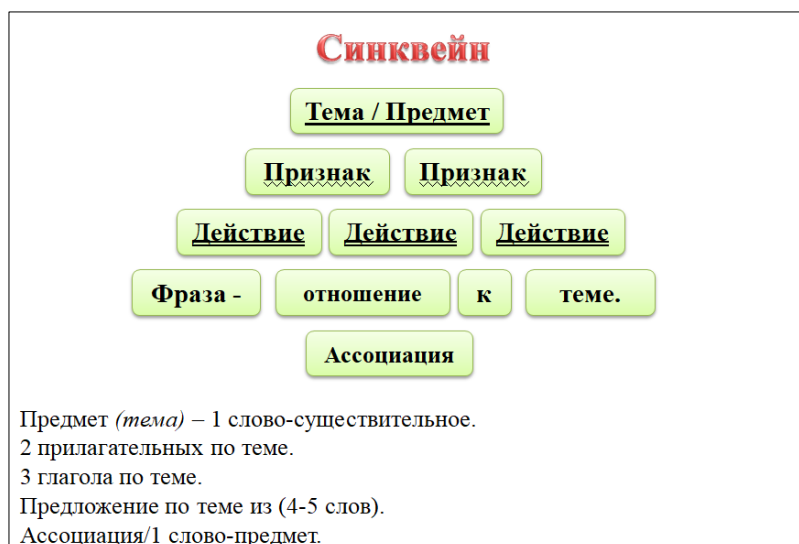 Синквейн
Тема / Предмет
Признак Признак
Действие Действие Действие
Фраза - отношение к теме.
Ассоциация
Предмет (тема) – 1 слово-существительное.
2 прилагательных по теме.
3 глагола по теме.
Предложение по теме из (4-5 слов).
Ассоциация/1 слово-предмет.